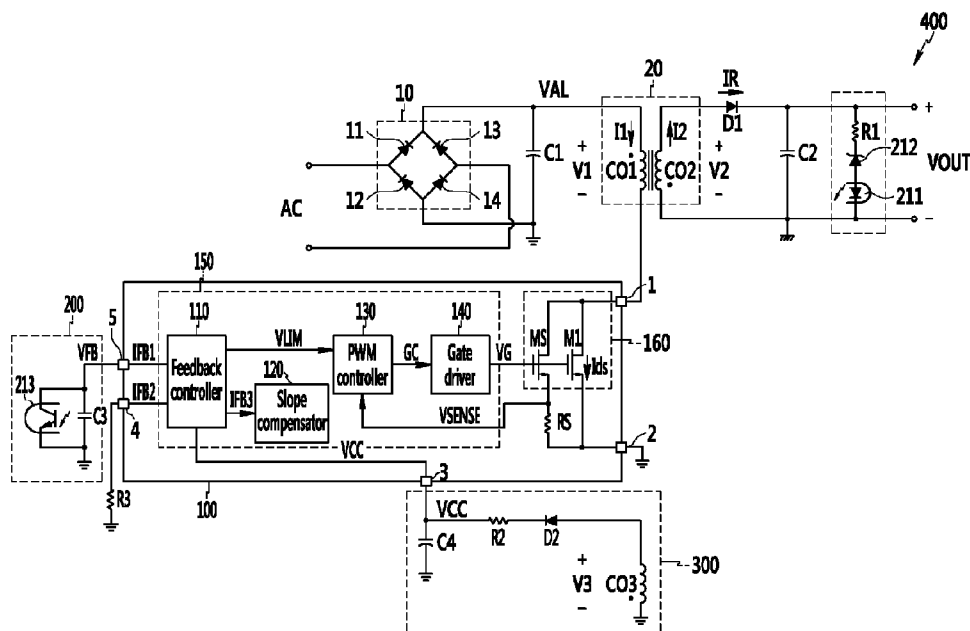 400
10
VAL
20
IR
11
13
D1
I1
I2
R1
212
C1
+
V1
−
CO1
CO2
+
V2
−
C2
VOUT
211
12
14
AC
+
−
150
1
200
5
110
130
140
MS
M1
160
VFB
IFB1
VLIM
PWM
controller
GC
Gate
driver
VG
Ids
Feedback
controller
120
213
IFB2
IFB3
Slope
compensator
C3
4
VSENSE
RS
2
VCC
3
R3
100
VCC
R2
D2
C4
+
V3
−
CO3
300